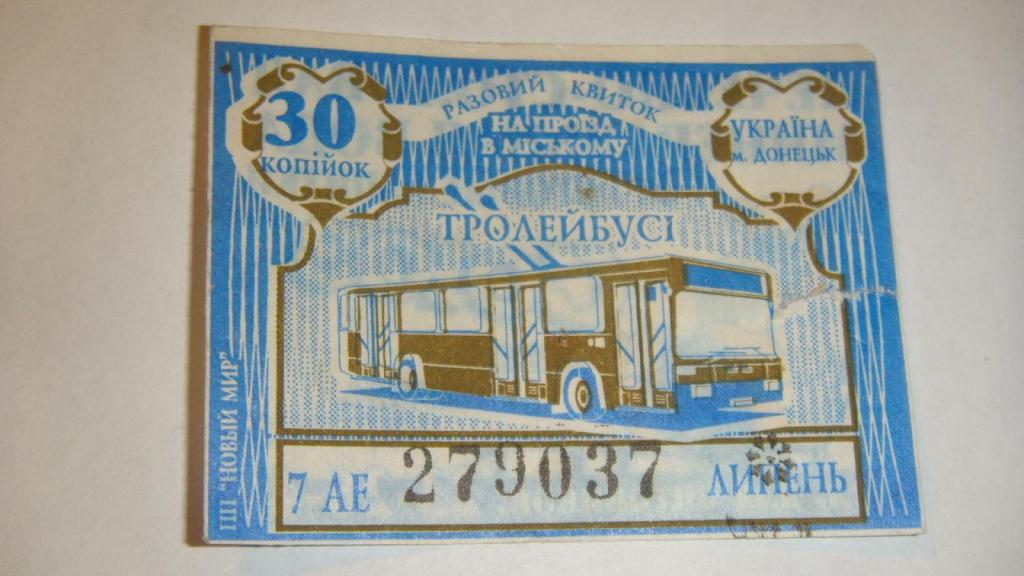 30
КОПІЙОК
РАЗОВИЙ КВИТОК
НА ПРОЇЗД
В МІСЬКОМУ
УКРАЇНА
м. ДОНЕЦЬК
ТРОЛЕЙБУСІ
7 АЕ 279037 ЛИПЕНЬ
ПП "НОВЫЙ МИР"